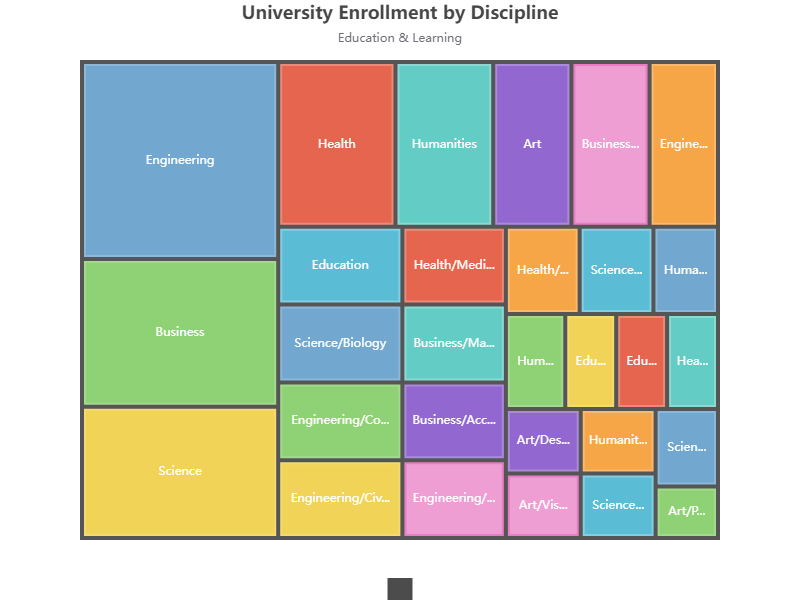 University Enrollment by Discipline
Education & Learning
Engineering
Health
Humanities
Art
Business...
Engine...
Education
Health/Medi...
Health/...
Science...
Huma...
Business
Science/Biology
Business/Ma...
Hum...
Edu...
Edu...
Hea...
Engineering/Co...
Business/Acc...
Art/Des...
Humanit...
Scien...
Science
Engineering/Civ...
Engineering/...
Art/Vis...
Science...
Art/P...